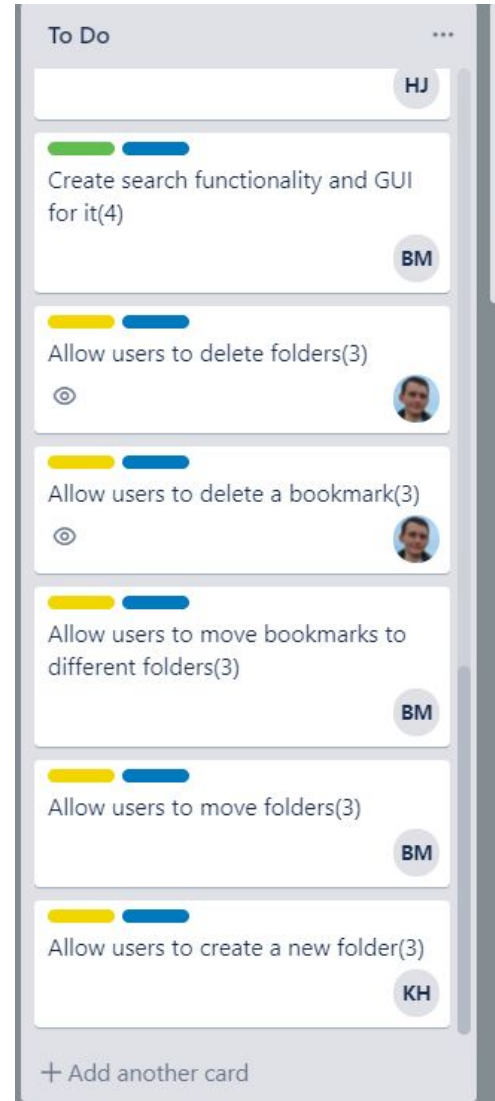 To Do
HJ
Create search functionality and GUI
for it(4)
BM
Allow users to delete folders(3)
Allow users to delete a bookmark(3)
Allow users to move bookmarks to
different folders(3)
BM
Allow users to move folders(3)
BM
Allow users to create a new folder(3)
KH
+ Add another card